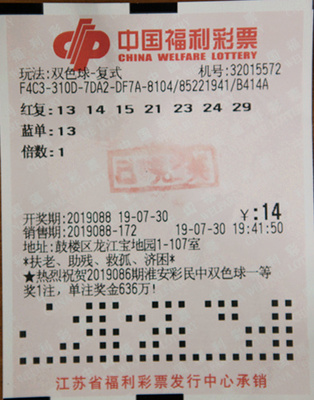 中国福利彩票
CHINA WELFARE LOTTERY
玩法:双色球-复式 机号:32015572
F4C3-310D-7DA2-DF7A-8104/85221941/B414A
红复:13 14 15 21 23 24 29
蓝单:13
倍数:1
已兑奖
开奖期:2019088 19-07-30 ¥:14
销售期:2019088-172 19-07-30 19:41:50
地址:鼓楼区龙江宝地园1-107室
*扶老、助残、救孤、济困*
★热烈祝贺2019086期淮安彩民中双色球一等
奖1注,单注奖金636万!
江苏省福利彩票发行中心承销